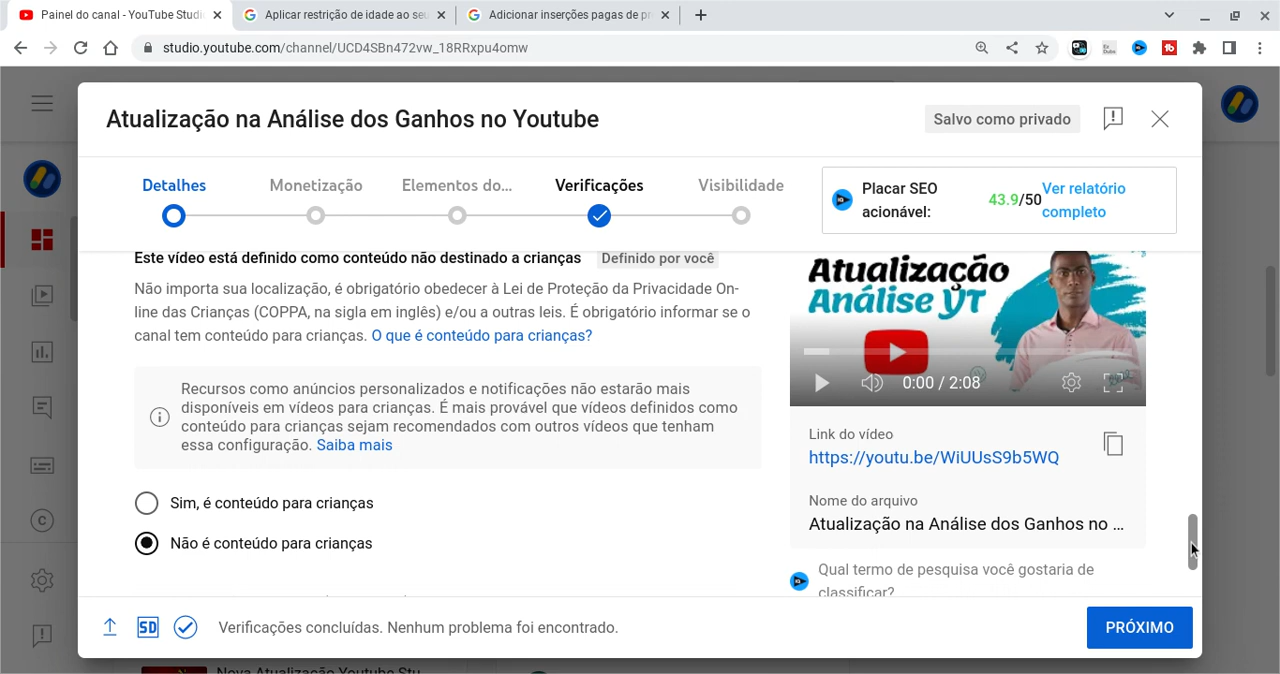 Painel do canal - YouTube Studi
Aplicar restrição de idade ao seu
Adicionar inserções pagas de pr
studio.youtube.com/channel/UCD4SBn472vw_18RRxpu4omw
Atualização na Análise dos Ganhos no Youtube
Salvo como privado
Detalhes
Monetização
Elementos do...
Verificações
Visibilidade
Placar SEO
acionável:
43.9/50
Ver relatório
completo
Este vídeo está definido como conteúdo não destinado a crianças
Definido por você
Não importa sua localização, é obrigatório obedecer à Lei de Proteção da Privacidade On-
line das Crianças (COPPA, na sigla em inglês) e/ou a outras leis. É obrigatório informar se o
canal tem conteúdo para crianças. O que é conteúdo para crianças?
Recursos como anúncios personalizados e notificações não estarão mais
disponíveis em vídeos para crianças. É mais provável que vídeos definidos como
conteúdo para crianças sejam recomendados com outros vídeos que tenham
essa configuração. Saiba mais
Sim, é conteúdo para crianças
Não é conteúdo para crianças
Atualização
Análise YT
0:00 / 2:08
Link do vídeo
https://youtu.be/WiUUsS9b5WQ
Nome do arquivo
Atualização na Análise dos Ganhos no ...
Qual termo de pesquisa você gostaria de
classificar?
SD
Verificações concluídas. Nenhum problema foi encontrado.
PRÓXIMO
Nova Atualização Youtube Stu